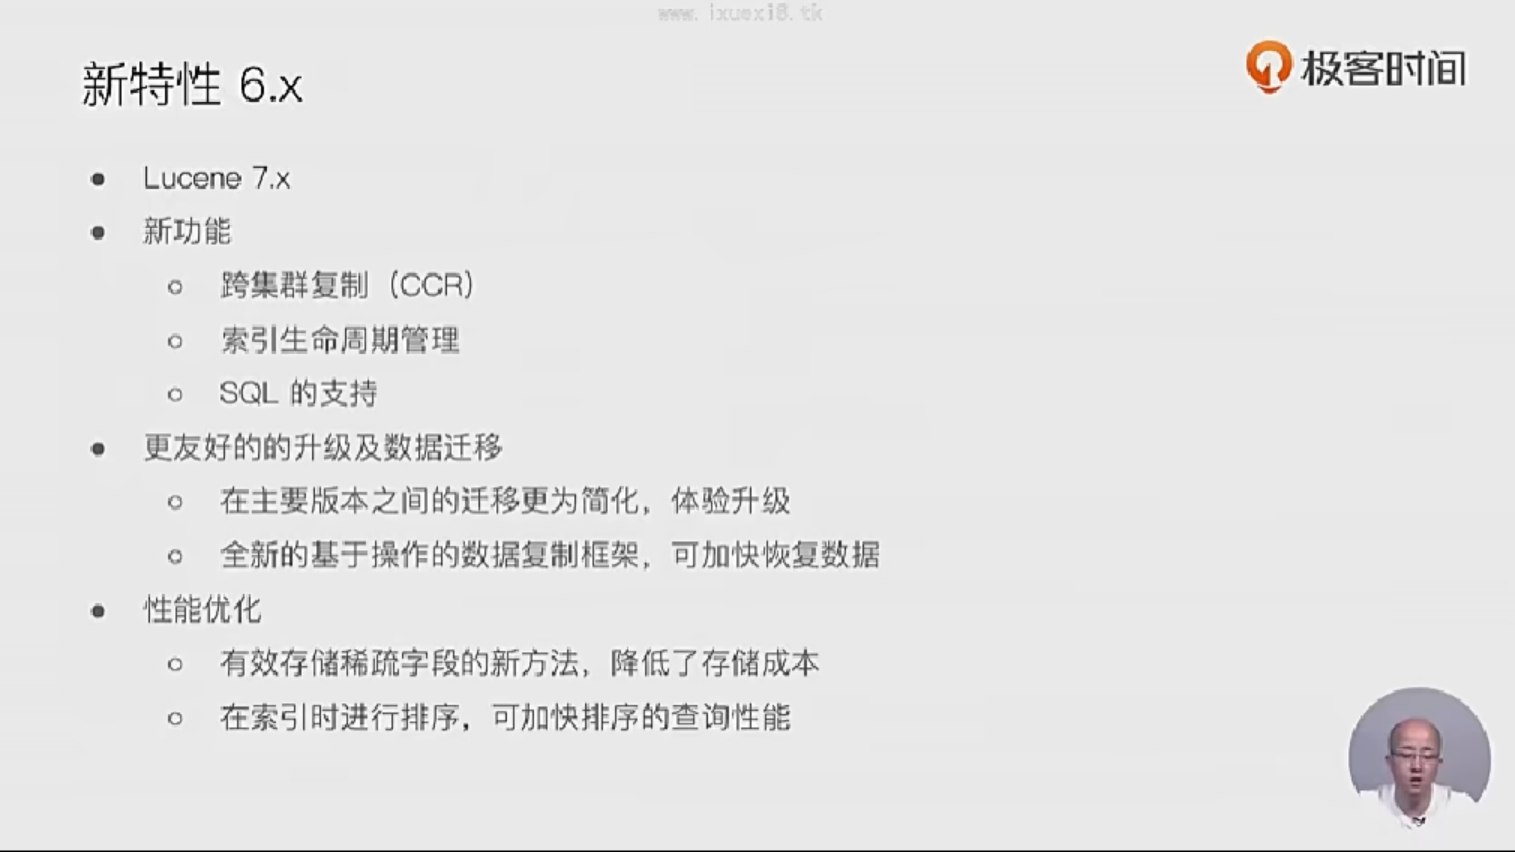 www.ixuexi8.tk
极客时间
新特性 6.x
Lucene 7.x
新功能
跨集群复制（CCR）
索引生命周期管理
SQL 的支持
更友好的的升级及数据迁移
在主要版本之间的迁移更为简化，体验升级
全新的基于操作的数据复制框架，可加快恢复数据
性能优化
有效存储稀疏字段的新方法，降低了存储成本
在索引时进行排序，可加快排序的查询性能